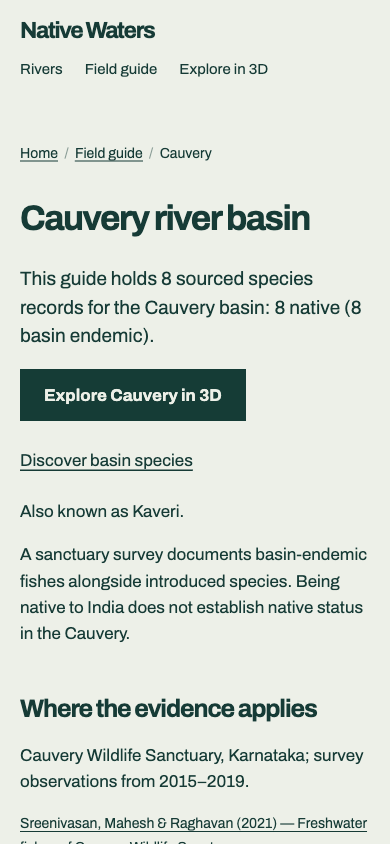 Native Waters
Rivers Field guide Explore in 3D
Home / Field guide / Cauvery
Cauvery river basin
This guide holds 8 sourced species
records for the Cauvery basin: 8 native (8
basin endemic).
Explore Cauvery in 3D
Discover basin species
Also known as Kaveri.
A sanctuary survey documents basin-endemic
fishes alongside introduced species. Being
native to India does not establish native status
in the Cauvery.
Where the evidence applies
Cauvery Wildlife Sanctuary, Karnataka; survey
observations from 2015–2019.
Sreenivasan, Mahesh & Raghavan (2021) — Freshwater